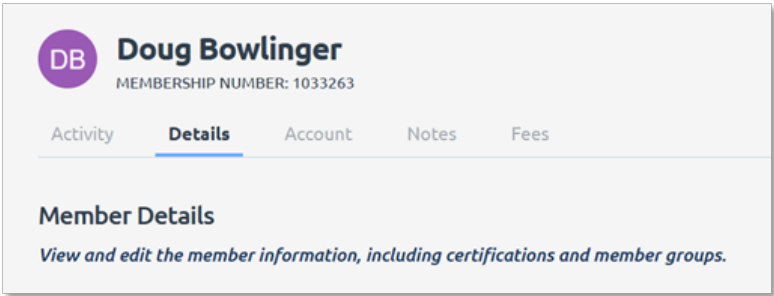 DB
Doug Bowlinger
MEMBERSHIP NUMBER: 1033263
Activity Details Account Notes Fees
Member Details
View and edit the member information, including certifications and member groups.